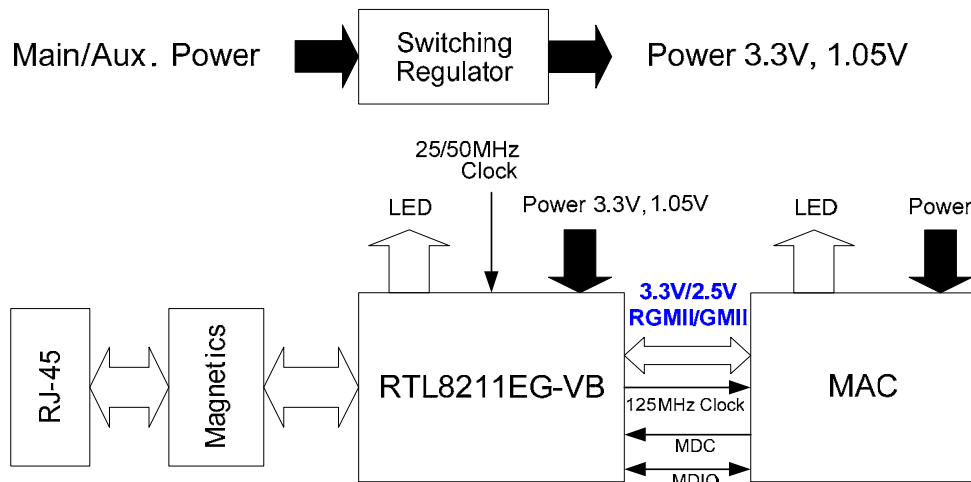 Main/Aux. Power
Switching
Regulator
Power 3.3V, 1.05V
25/50MHz
Clock
LED
Power 3.3V, 1.05V
LED
Power
3.3V/2.5V
RGMII/GMII
RJ-45
Magnetics
RTL8211EG-VB
MAC
125MHz Clock
MDC
MDIO